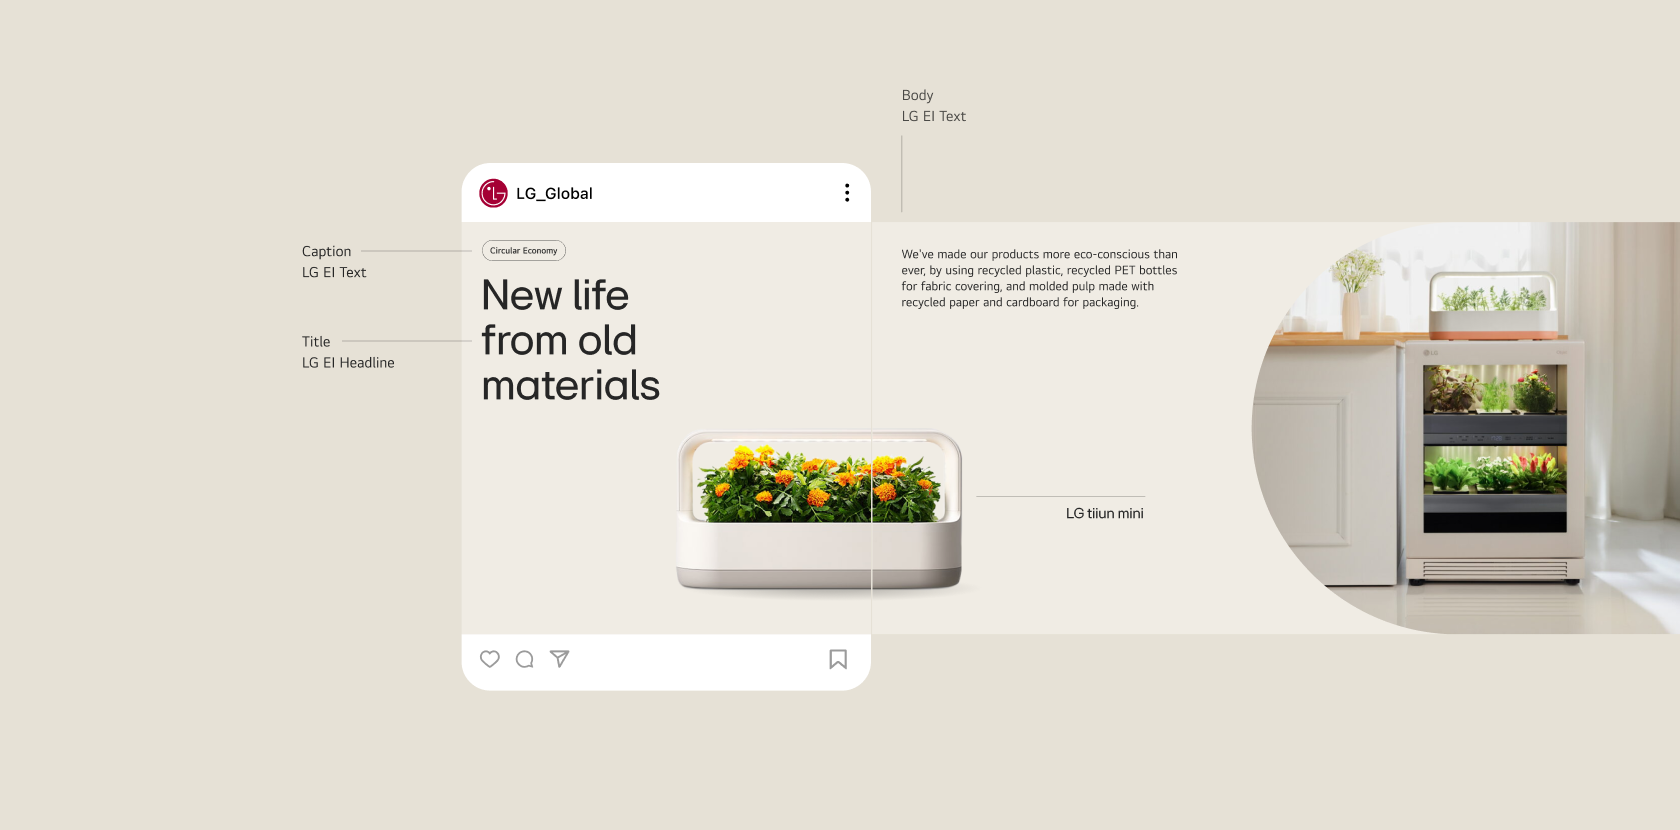 Body
LG EI Text
LG_Global
Caption
LG EI Text
Circular Economy
New life
from old
materials
Title
LG EI Headline
We've made our products more eco-conscious than
ever, by using recycled plastic, recycled PET bottles
for fabric covering, and molded pulp made with
recycled paper and cardboard for packaging.
LG tiiun mini
LG